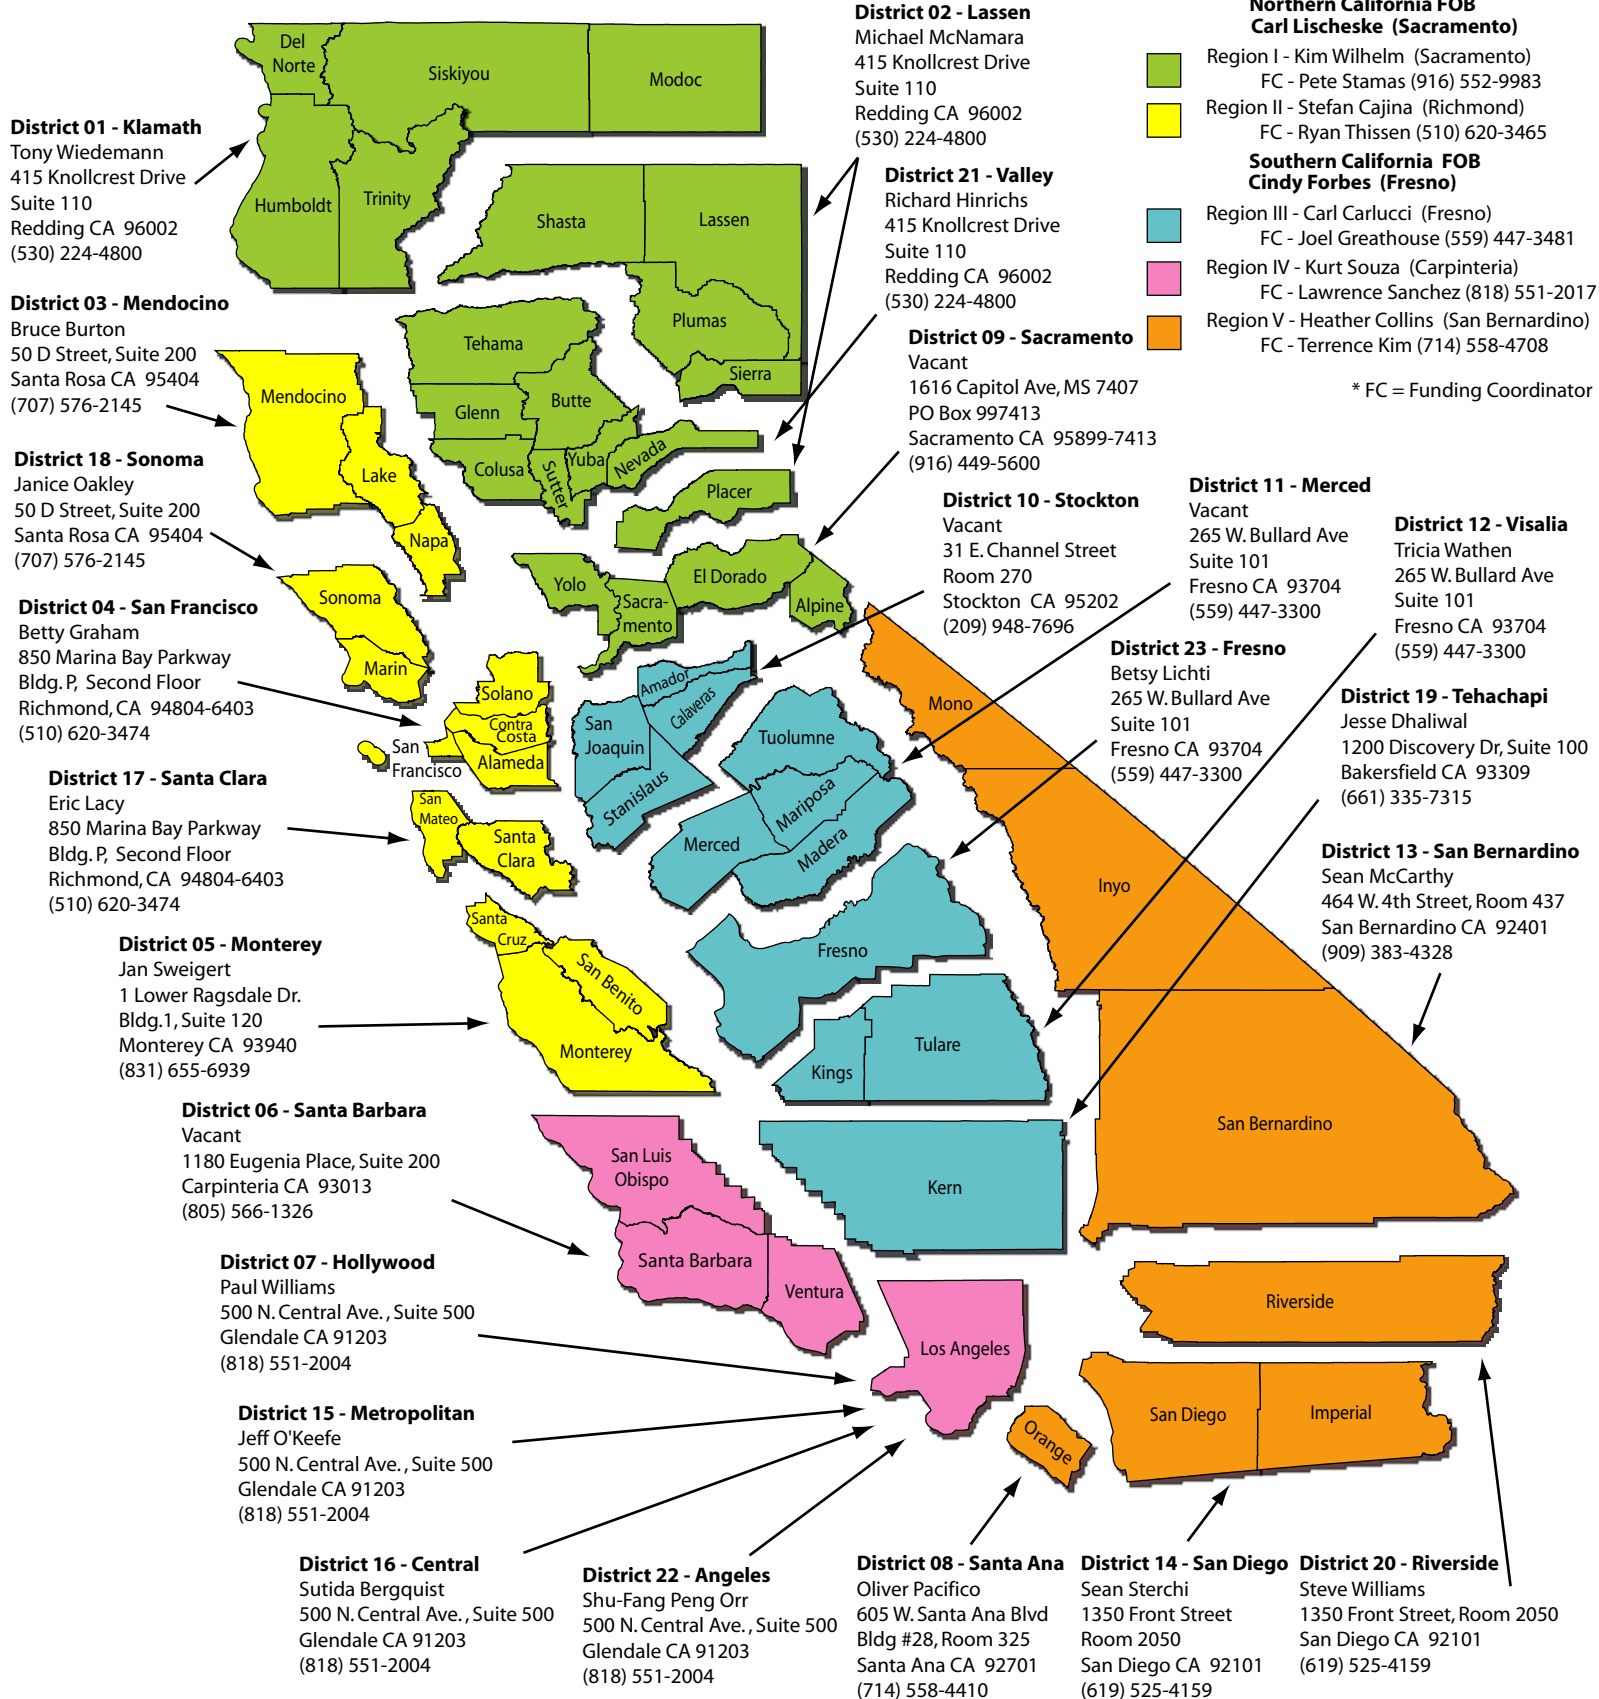 Northern California FOB
Carl Lischeske (Sacramento)
Region I - Kim Wilhelm (Sacramento)
FC - Pete Stamas (916) 552-9983
Region II - Stefan Cajina (Richmond)
FC - Ryan Thissen (510) 620-3465
Southern California FOB
Cindy Forbes (Fresno)
Region III - Carl Carlucci (Fresno)
FC - Joel Greathouse (559) 447-3481
Region IV - Kurt Souza (Carpinteria)
FC - Lawrence Sanchez (818) 551-2017
Region V - Heather Collins (San Bernardino)
FC - Terrence Kim (714) 558-4708
* FC = Funding Coordinator
District 02 - Lassen
Michael McNamara
415 Knollcrest Drive
Suite 110
Redding CA 96002
(530) 224-4800
District 01 - Klamath
Tony Wiedemann
415 Knollcrest Drive
Suite 110
Redding CA 96002
(530) 224-4800
District 21 - Valley
Richard Hinrichs
415 Knollcrest Drive
Suite 110
Redding CA 96002
(530) 224-4800
District 03 - Mendocino
Bruce Burton
50 D Street, Suite 200
Santa Rosa CA 95404
(707) 576-2145
District 09 - Sacramento
Vacant
1616 Capitol Ave, MS 7407
PO Box 997413
Sacramento CA 95899-7413
(916) 449-5600
District 18 - Sonoma
Janice Oakley
50 D Street, Suite 200
Santa Rosa CA 95404
(707) 576-2145
District 10 - Stockton
Vacant
31 E. Channel Street
Room 270
Stockton CA 95202
(209) 948-7696
District 11 - Merced
Vacant
265 W. Bullard Ave
Suite 101
Fresno CA 93704
(559) 447-3300
District 12 - Visalia
Tricia Wathen
265 W. Bullard Ave
Suite 101
Fresno CA 93704
(559) 447-3300
District 04 - San Francisco
Betty Graham
850 Marina Bay Parkway
Bldg. P, Second Floor
Richmond, CA 94804-6403
(510) 620-3474
District 23 - Fresno
Betsy Lichti
265 W. Bullard Ave
Suite 101
Fresno CA 93704
(559) 447-3300
District 19 - Tehachapi
Jesse Dhaliwal
1200 Discovery Dr, Suite 100
Bakersfield CA 93309
(661) 335-7315
District 17 - Santa Clara
Eric Lacy
850 Marina Bay Parkway
Bldg. P, Second Floor
Richmond, CA 94804-6403
(510) 620-3474
District 13 - San Bernardino
Sean McCarthy
464 W. 4th Street, Room 437
San Bernardino CA 92401
(909) 383-4328
District 05 - Monterey
Jan Sweigert
1 Lower Ragsdale Dr.
Bldg.1, Suite 120
Monterey CA 93940
(831) 655-6939
District 06 - Santa Barbara
Vacant
1180 Eugenia Place, Suite 200
Carpinteria CA 93013
(805) 566-1326
District 07 - Hollywood
Paul Williams
500 N. Central Ave., Suite 500
Glendale CA 91203
(818) 551-2004
District 15 - Metropolitan
Jeff O'Keefe
500 N. Central Ave., Suite 500
Glendale CA 91203
(818) 551-2004
District 16 - Central
Sutida Bergquist
500 N. Central Ave., Suite 500
Glendale CA 91203
(818) 551-2004
District 22 - Angeles
Shu-Fang Peng Orr
500 N. Central Ave., Suite 500
Glendale CA 91203
(818) 551-2004
District 08 - Santa Ana
Oliver Pacifico
605 W. Santa Ana Blvd
Bldg #28, Room 325
Santa Ana CA 92701
(714) 558-4410
District 14 - San Diego
Sean Sterchi
1350 Front Street
Room 2050
San Diego CA 92101
(619) 525-4159
District 20 - Riverside
Steve Williams
1350 Front Street, Room 2050
San Diego CA 92101
(619) 525-4159
Del
Norte
Siskiyou
Modoc
Humboldt
Trinity
Shasta
Lassen
Plumas
Sierra
Tehama
Glenn
Butte
Colusa
Sutter
Yuba
Nevada
Placer
Mendocino
Lake
Napa
Yolo
Sacra-
mento
El Dorado
Alpine
Sonoma
Marin
Solano
Contra
Costa
San
Francisco
Alameda
Amador
Calaveras
San
Joaquin
Stanislaus
Tuolumne
Mariposa
Merced
Madera
Mono
Inyo
San
Mateo
Santa
Clara
Santa
Cruz
San Benito
Monterey
Fresno
Kings
Tulare
Kern
San Bernardino
San Luis
Obispo
Santa Barbara
Ventura
Los Angeles
Riverside
Orange
San Diego
Imperial